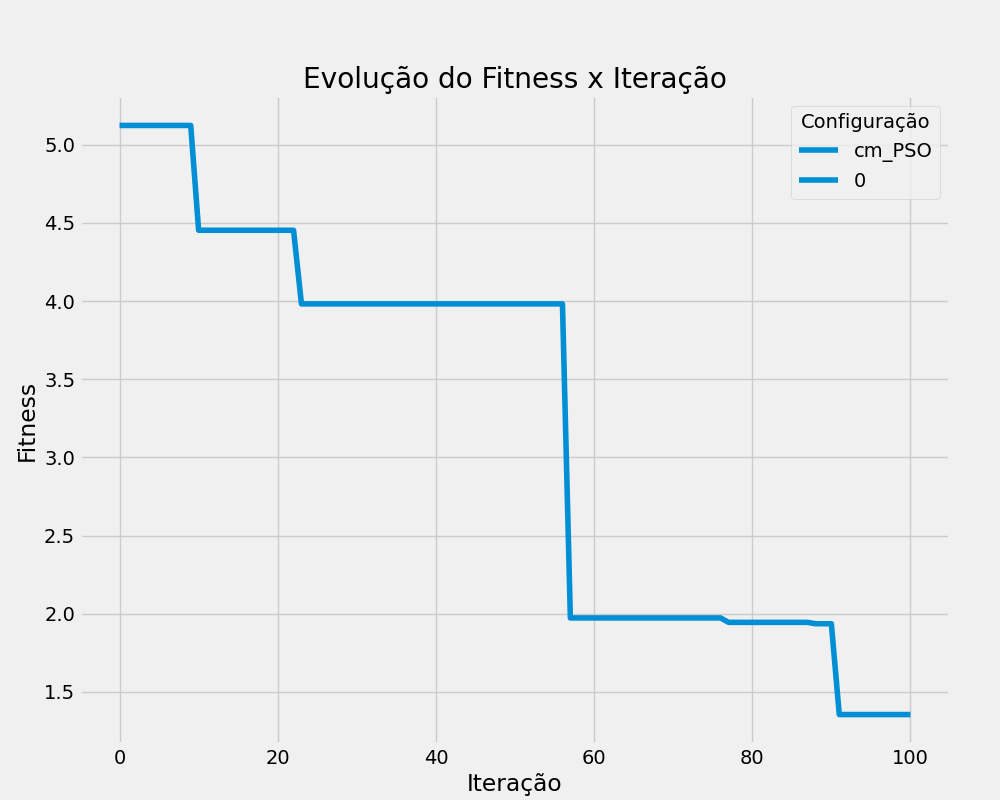 Evolução do Fitness x Iteração
Configuração
cm_PSO
0
5.0
4.5
4.0
3.5
3.0
2.5
2.0
1.5
Fitness
0 20 40 60 80 100
Iteração